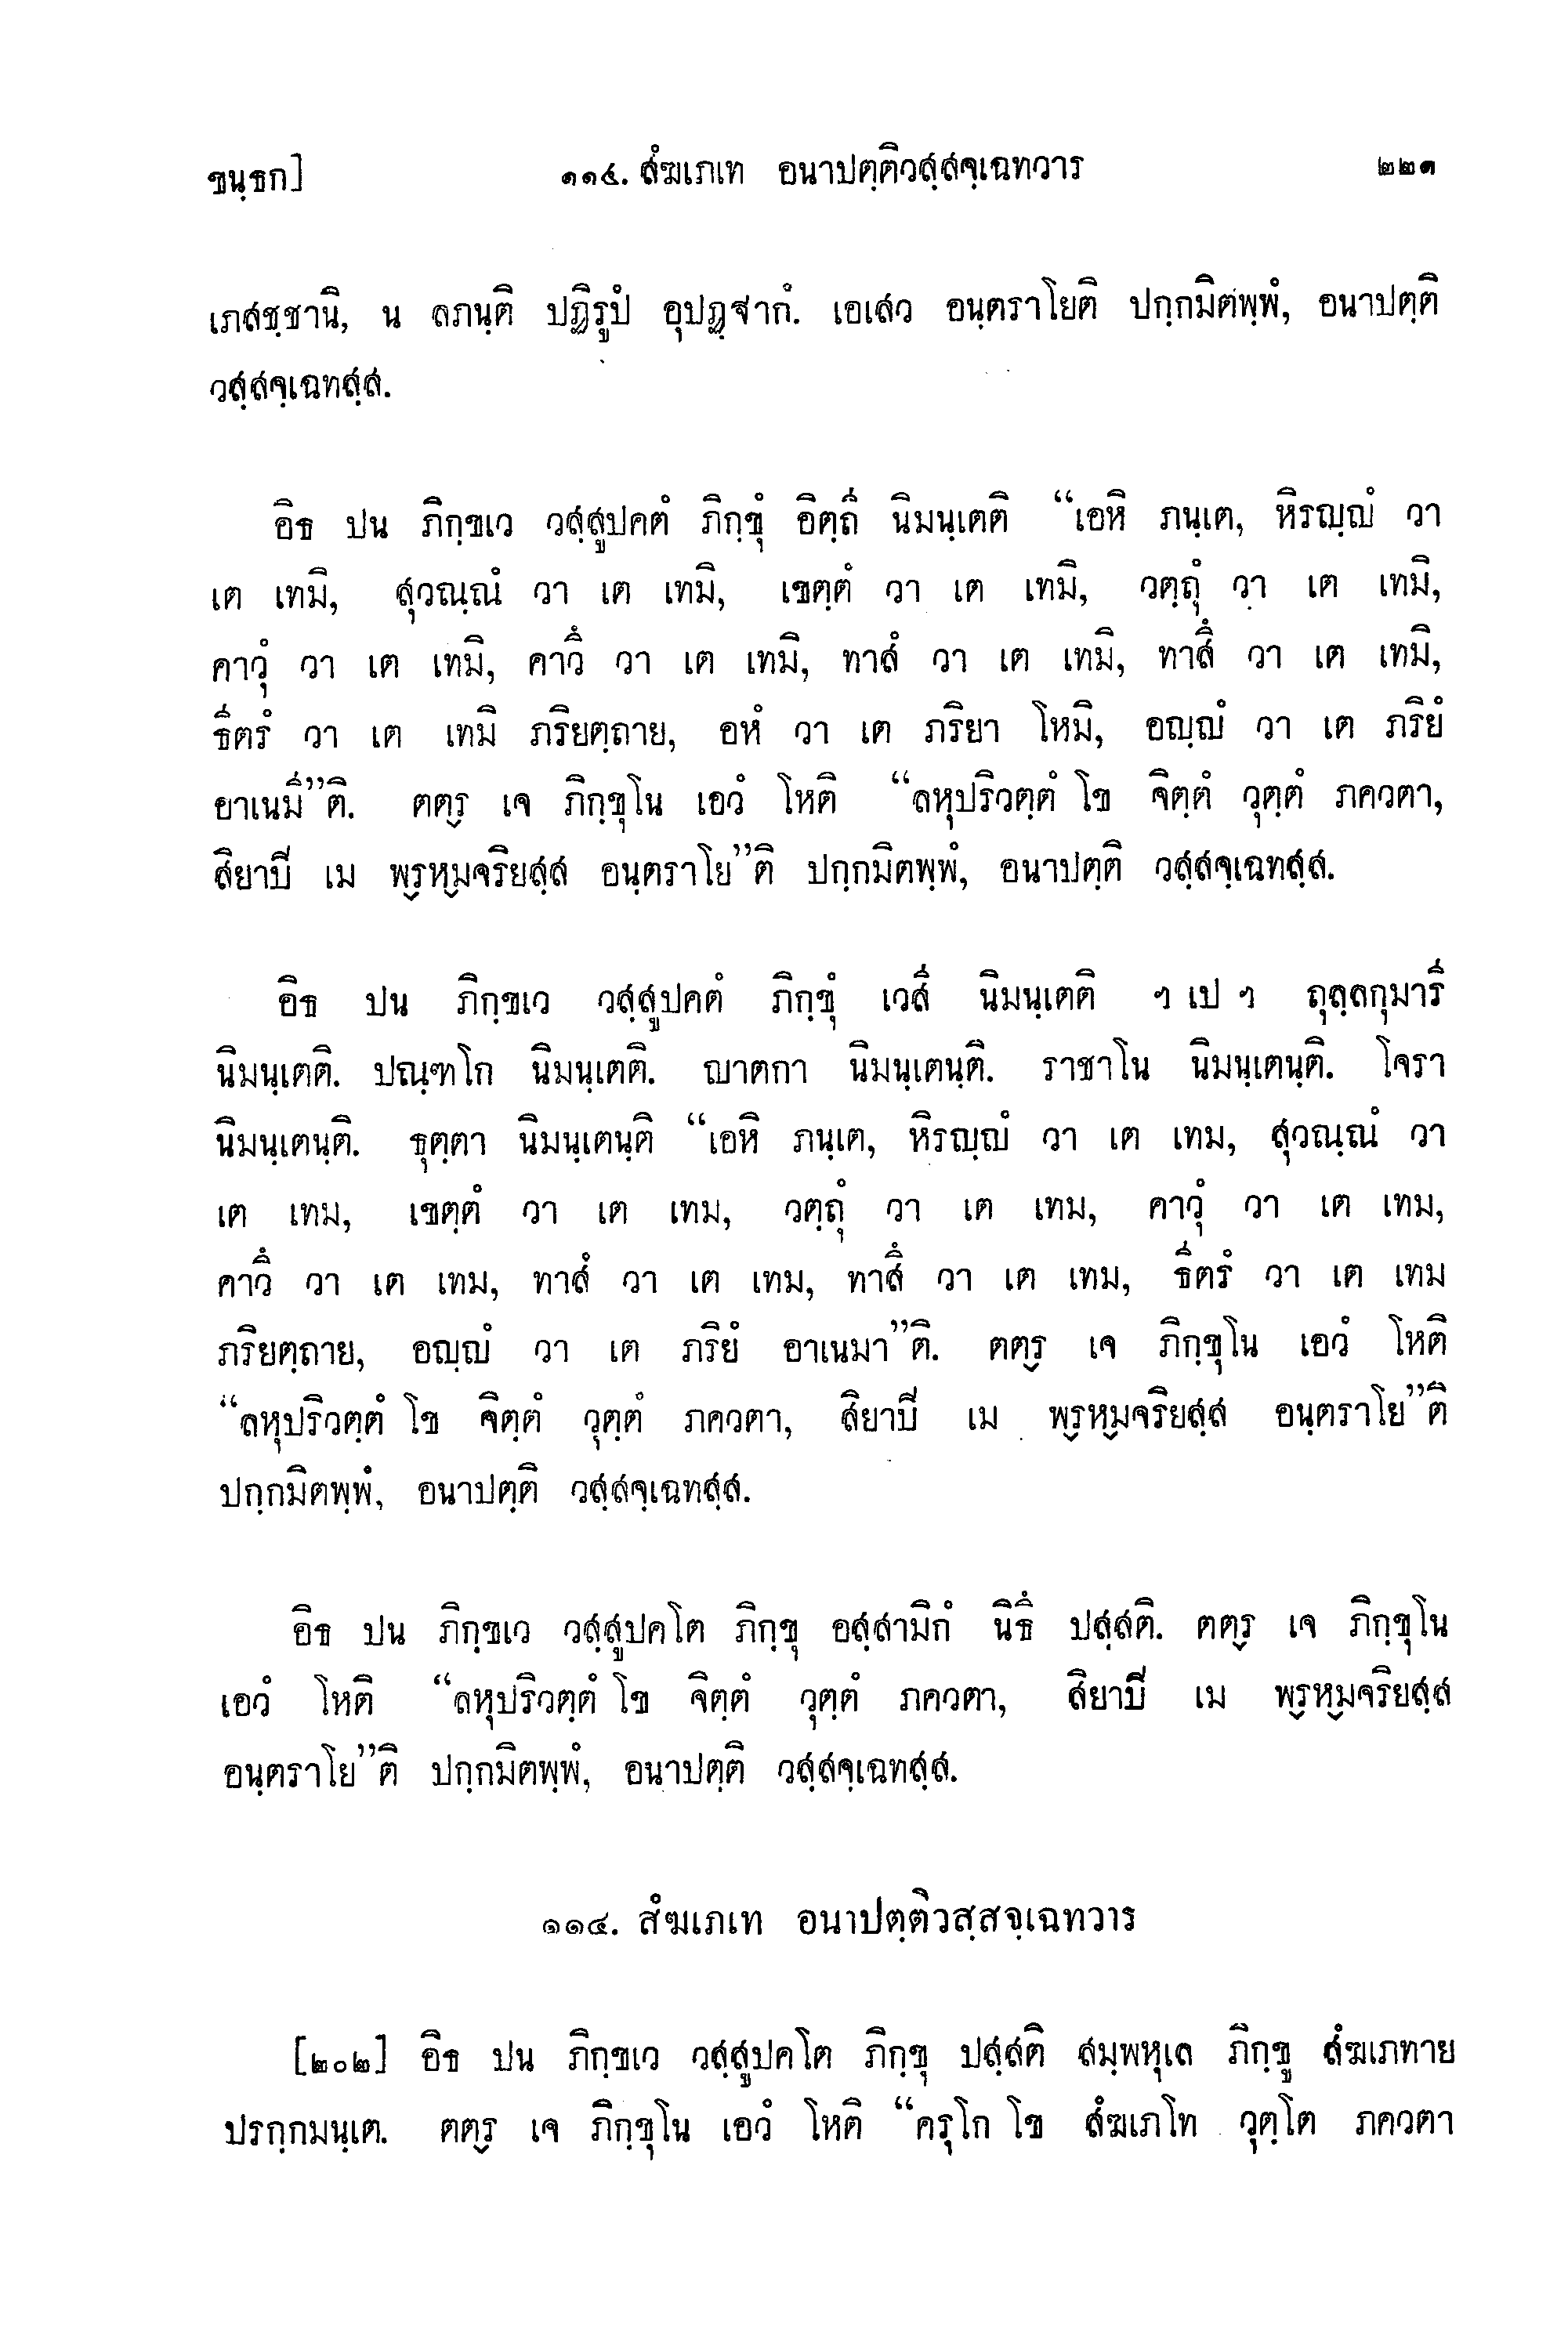 ขนฺธก]
๑๑๔. สํฆเภเท อนาปตฺติวสฺสจฺเฉทวาร
๒๒๑
เภสชฺชานิ, น ลภนฺติ ปฏิรูปํ อุปฏฺฐากํ. เอเสว อนฺตราโยติ ปกฺกมิตพฺพํ, อนาปตฺติ
วสฺสจฺเฉทสฺส.
อิธ ปน ภิกฺขเว วสฺสูปคตํ ภิกฺขุํ อิตฺถี นิมนฺเตติ “เอหิ ภนฺเต, หิรญฺญํ วา
เต เทมิ, สุวณฺณํ วา เต เทมิ, เขตฺตํ วา เต เทมิ, วตฺถุํ วา เต เทมิ,
คาวุํ วา เต เทมิ, คาวึ วา เต เทมิ, ทาสํ วา เต เทมิ, ทาสึ วา เต เทมิ,
ธีตรํ วา เต เทมิ ภริยตฺถาย, อหํ วา เต ภริยา โหมิ, อญฺญํ วา เต ภริยํ
ยาเนมี”ติ. ตตฺร เจ ภิกฺขุโน เอวํ โหติ “ลหุปริวตฺตํ โข จิตฺตํ วุตฺตํ ภควตา,
สิยาปิ เม พฺรหฺมจริยสฺส อนฺตราโย”ติ ปกฺกมิตพฺพํ, อนาปตฺติ วสฺสจฺเฉทสฺส.
อิธ ปน ภิกฺขเว วสฺสูปคตํ ภิกฺขุํ เวสี นิมนฺเตติ ฯ เป ฯ ถุลฺลกุมารี
นิมนฺเตติ. ปณฺฑโก นิมนฺเตติ. ญาตกา นิมนฺเตนฺติ. ราชาโน นิมนฺเตนฺติ. โจรา
นิมนฺเตนฺติ. ธุตฺตา นิมนฺเตนฺติ “เอหิ ภนฺเต, หิรญฺญํ วา เต เทม, สุวณฺณํ วา
เต เทม, เขตฺตํ วา เต เทม, วตฺถุํ วา เต เทม, คาวุํ วา เต เทม,
คาวึ วา เต เทม, ทาสํ วา เต เทม, ทาสึ วา เต เทม, ธีตรํ วา เต เทม
ภริยตฺถาย, อญฺญํ วา เต ภริยํ อาเนมา”ติ. ตตฺร เจ ภิกฺขุโน เอวํ โหติ
“ลหุปริวตฺตํ โข จิตฺตํ วุตฺตํ ภควตา, สิยาปิ เม พฺรหฺมจริยสฺส อนฺตราโย”ติ
ปกฺกมิตพฺพํ, อนาปตฺติ วสฺสจฺเฉทสฺส.
อิธ ปน ภิกฺขเว วสฺสูปคโต ภิกฺขุ อสฺสามิกํ นิธึ ปสฺสติ. ตตฺร เจ ภิกฺขุโน
เอวํ โหติ “ลหุปริวตฺตํ โข จิตฺตํ วุตฺตํ ภควตา, สิยาปิ เม พฺรหฺมจริยสฺส
อนฺตราโย”ติ ปกฺกมิตพฺพํ, อนาปตฺติ วสฺสจฺเฉทสฺส.
๑๑๔. สํฆเภเท อนาปตฺติวสฺสจฺเฉทวาร
[๒๐๒] อิธ ปน ภิกฺขเว วสฺสูปคโต ภิกฺขุ ปสฺสติ สมฺพหุเล ภิกฺขู สํฆเภทาย
ปรกฺกมนฺเต. ตตฺร เจ ภิกฺขุโน เอวํ โหติ “ครุโก โข สํฆเภโท วุตฺโต ภควตา